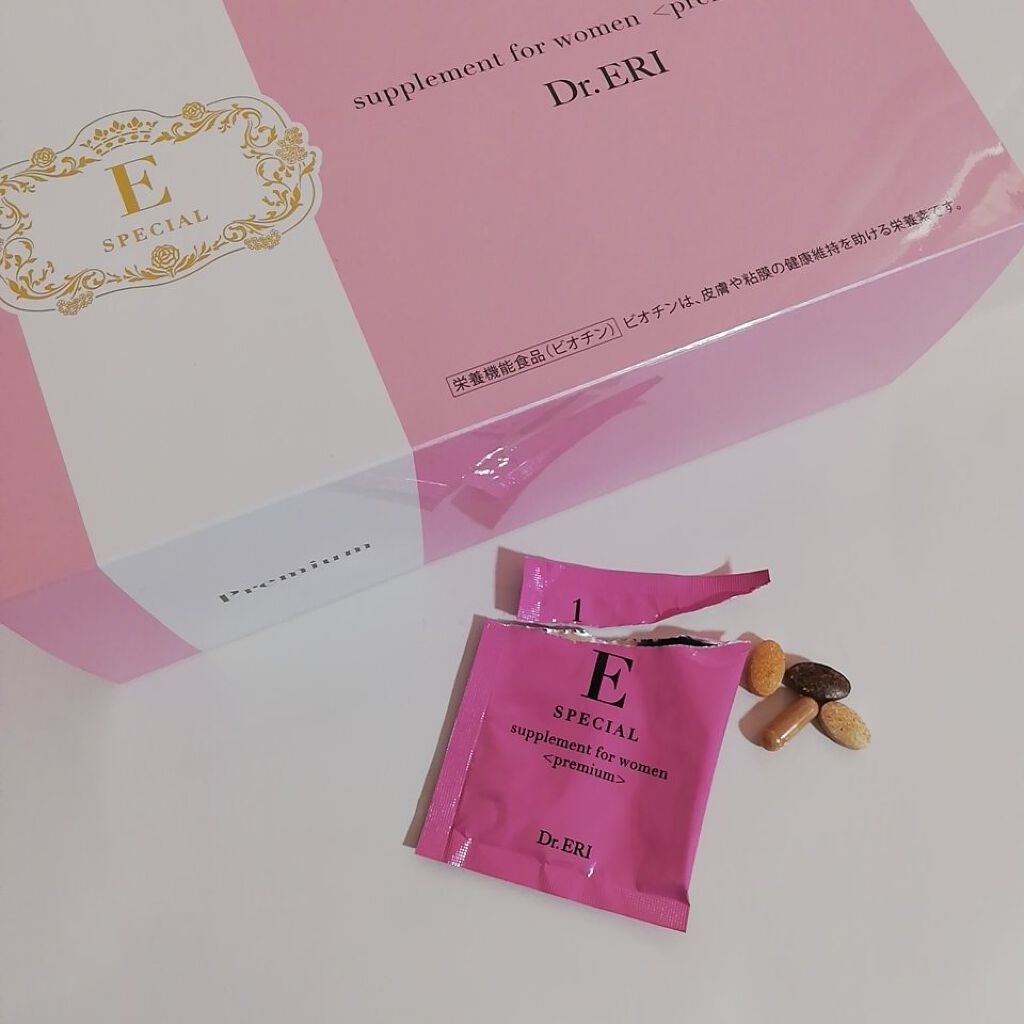 supplement for women <pre
Dr. ERI
E
SPECIAL
栄養機能食品(ビオチン) ビオチンは、皮膚や粘膜の健康維持を助ける栄養素です。
Premium
1
E
SPECIAL
supplement for women
<premium>
Dr. ERI